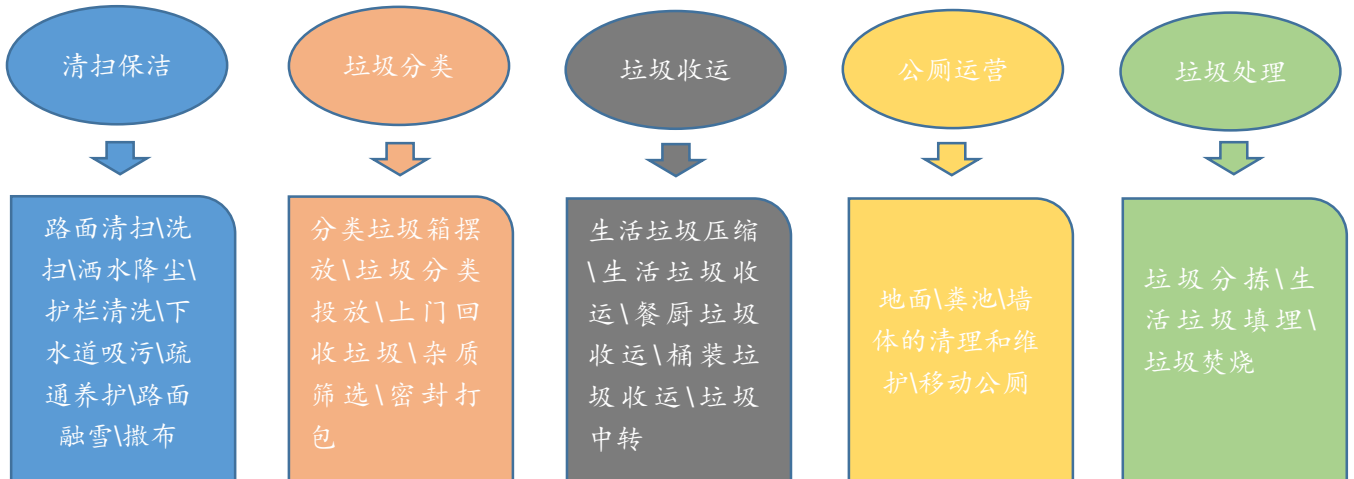 清扫保洁
垃圾分类
垃圾收运
公厕运营
垃圾处理
路面清扫\洗
扫\洒水降尘\
护栏清洗\下
水道吸污\疏
通养护\路面
融雪\撒布
分类垃圾箱摆
放\垃圾分类
投放\上门回
收垃圾\杂质
筛选\密封打
包
生活垃圾压缩
\生活垃圾收
运\餐厨垃圾
收运\桶装垃
圾收运\垃圾
中转
地面\粪池\墙
体的清理和维
护\移动公厕
垃圾分拣\生
活垃圾填埋\
垃圾焚烧